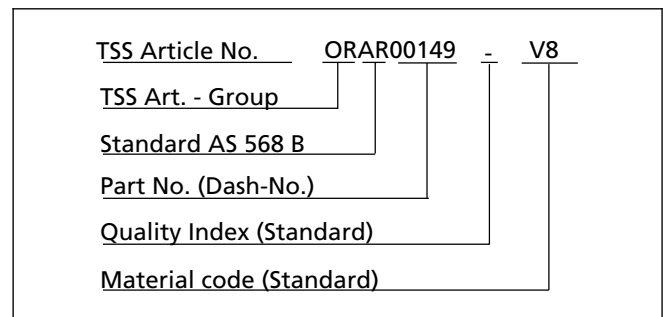 TSS Article No. ORAR00149 - V8
TSS Art. - Group
Standard AS 568 B
Part No. (Dash-No.)
Quality Index (Standard)
Material code (Standard)